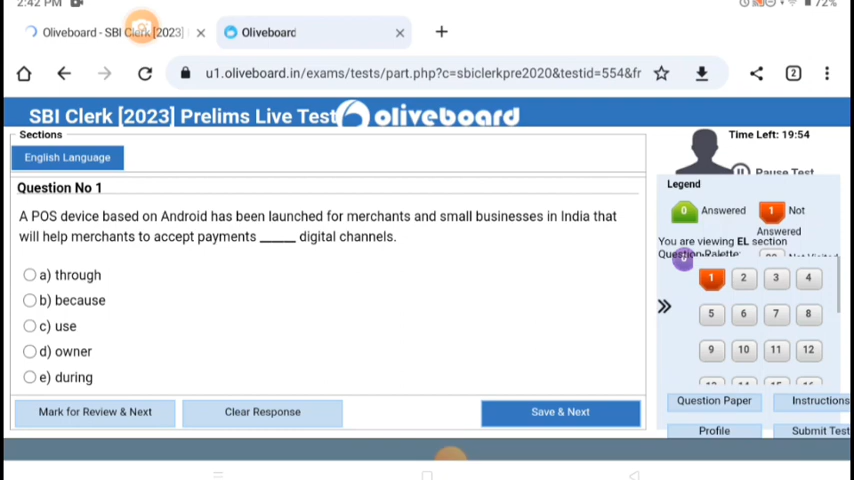 2:42 PM
72%
Oliveboard - SBI Clerk [2023]
Oliveboard
u1.oliveboard.in/exams/tests/part.php?c=sbiclerkpre2020&testid=554&fr
2
SBI Clerk [2023] Prelims Live Test
oliveboard
Sections
Time Left: 19:54
English Language
Pause Test
Question No 1
Legend
A POS device based on Android has been launched for merchants and small businesses in India that
will help merchants to accept payments ______ digital channels.
0 Answered
1 Not Answered
You are viewing EL section
Question Palette:
0
a) through
b) because
c) use
d) owner
e) during
1 2 3 4
5 6 7 8
9 10 11 12
Mark for Review & Next
Clear Response
Save & Next
Question Paper
Instructions
Profile
Submit Test